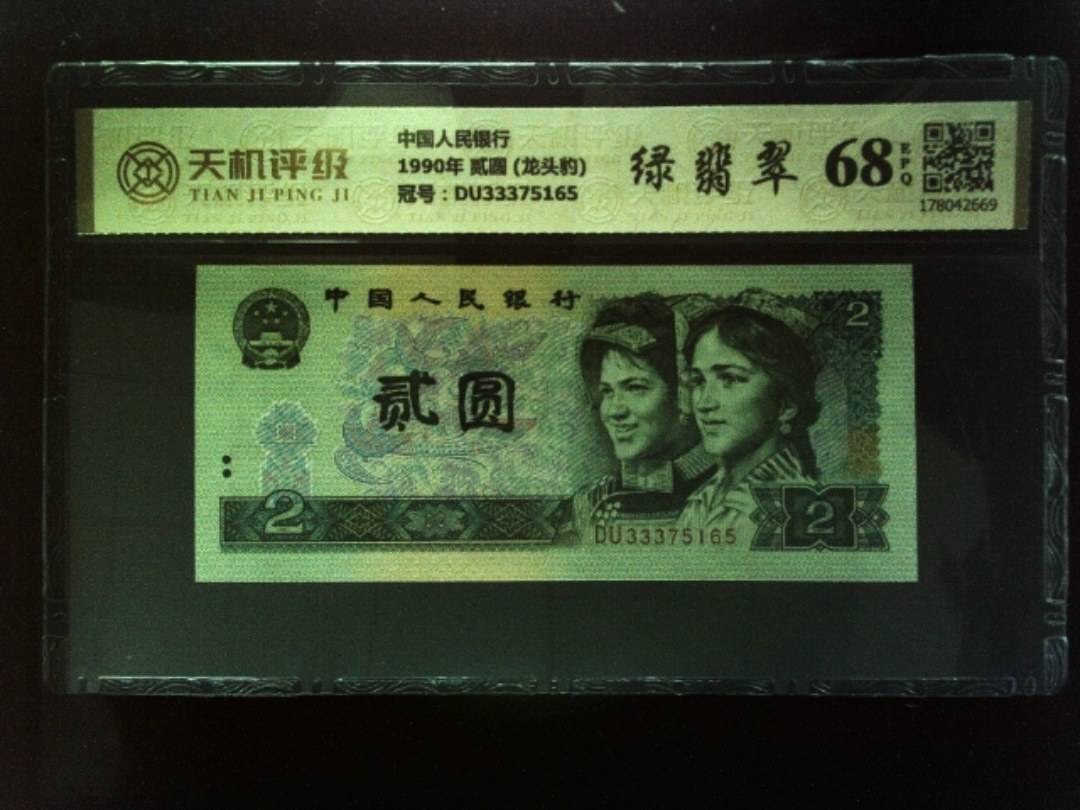 天机评级
TIAN JI PING JI
中国人民银行
1990年 贰圆 (龙头豹)
冠号：DU33375165
绿翡翠
68
EPQ
178042669
中国人民银行
2
贰圆
2
DU33375165
2